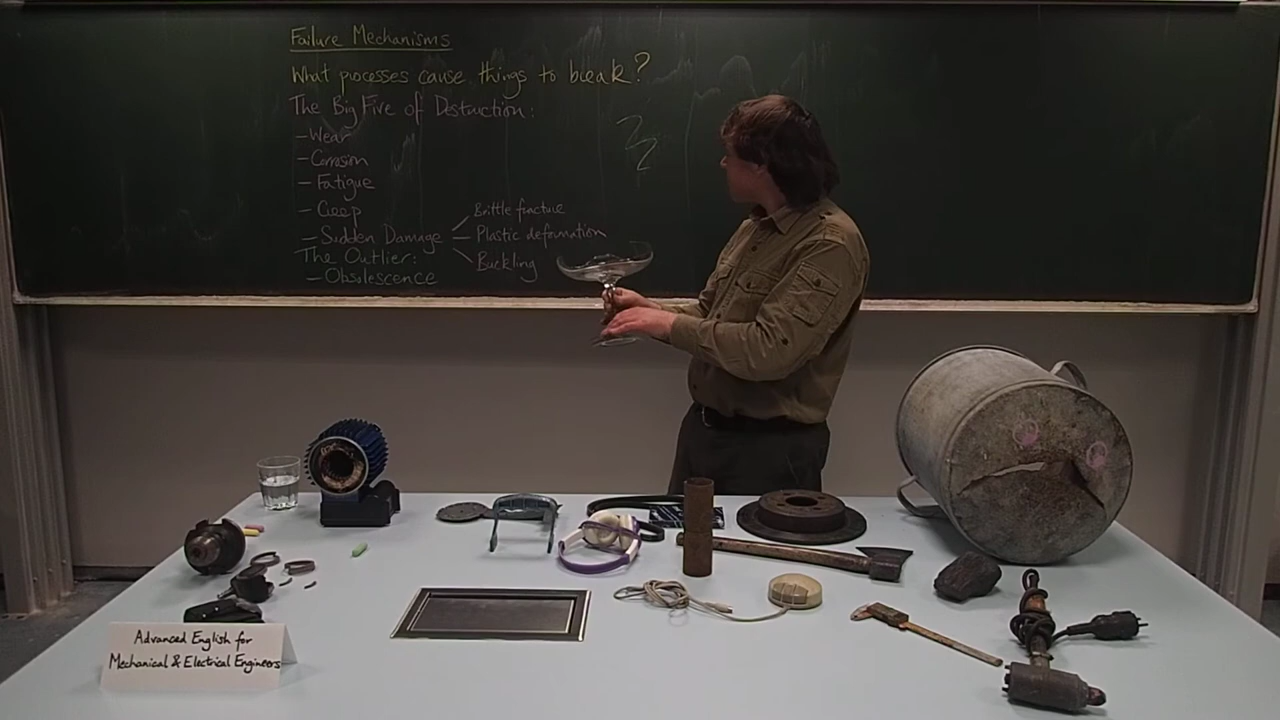 Failure Mechanisms
What processes cause things to break?
The Big Five of Destruction:
- Wear
- Corrosion
- Fatigue
- Creep
- Sudden Damage
Brittle fracture
Plastic deformation
Buckling
The Outlier:
- Obsolescence
Advanced English for
Mechanical & Electrical Engineers